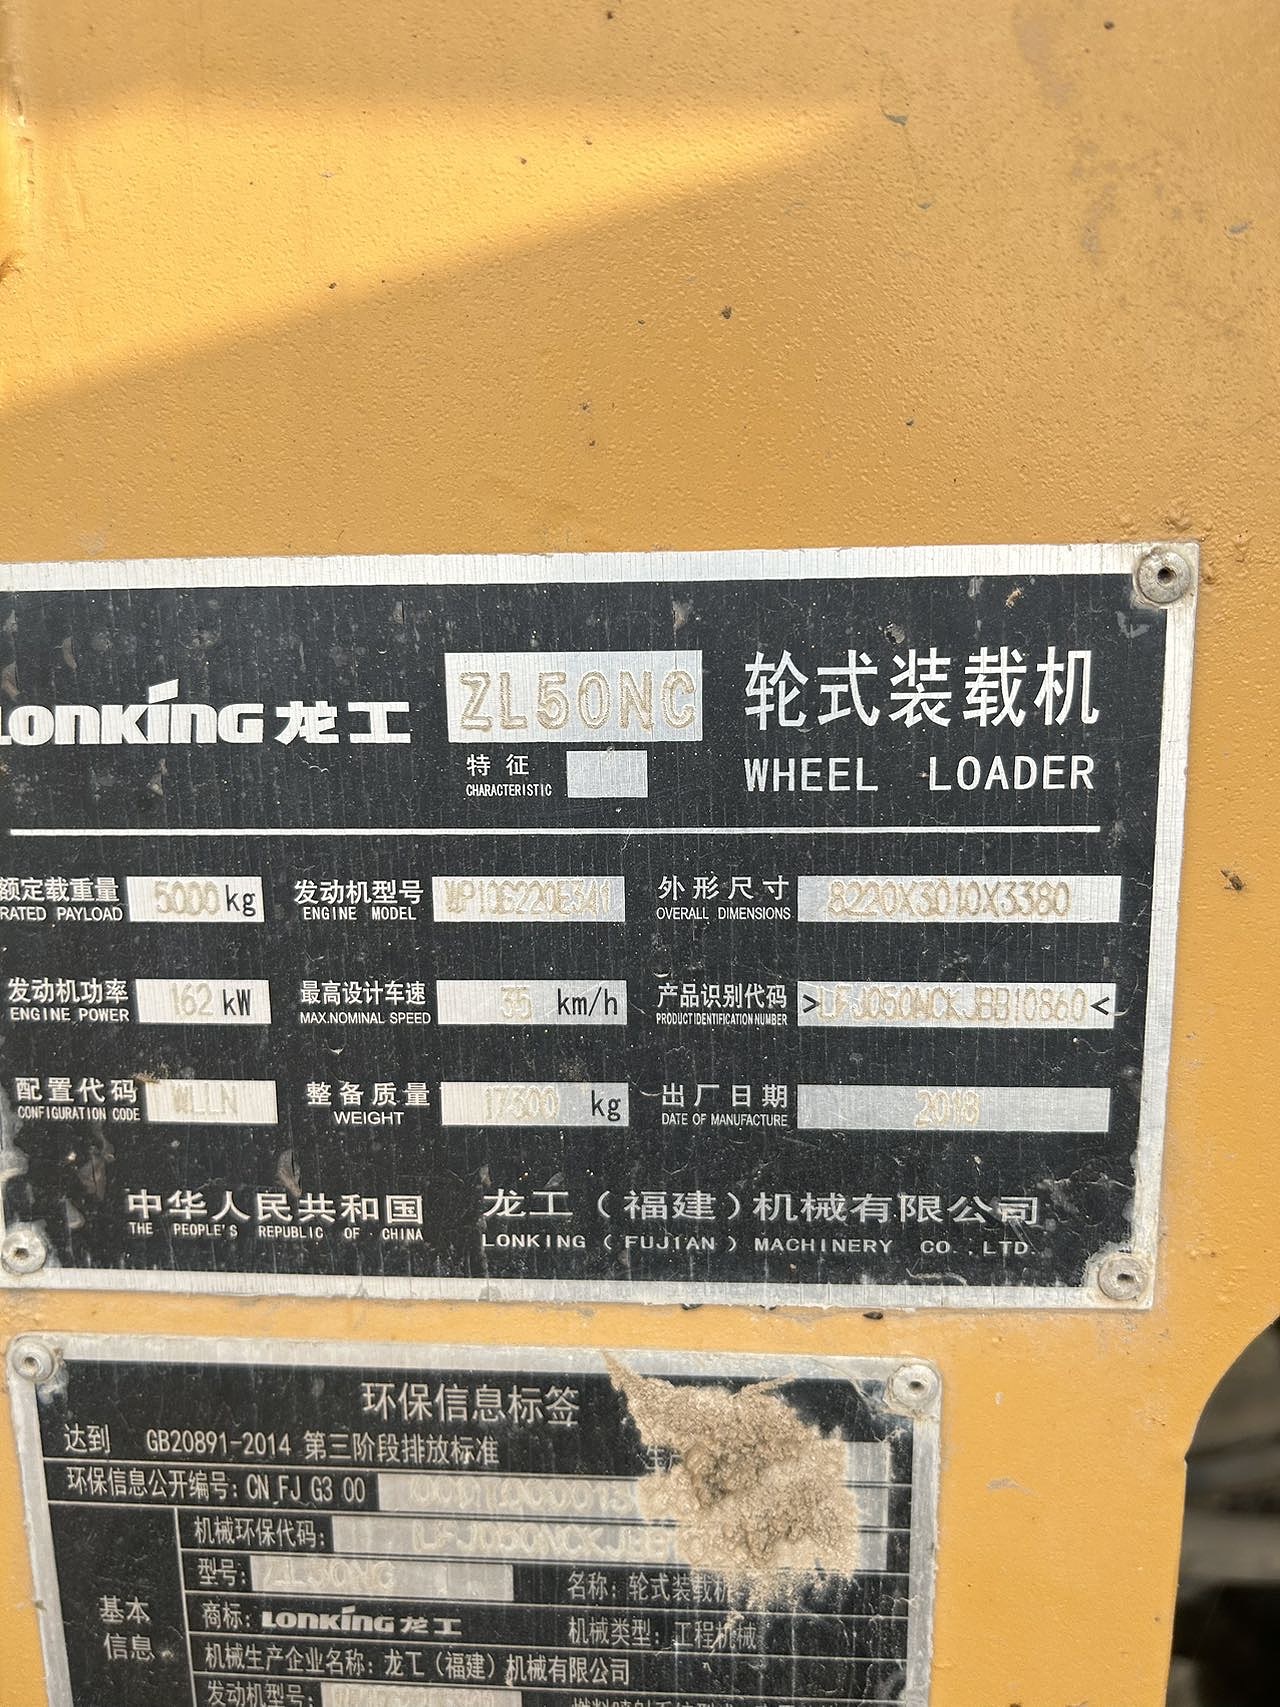 LONKING 龙工 ZL50NC 轮式装载机
特征
CHARACTERISTIC
WHEEL LOADER
额定载重量 5000 kg 发动机型号 WP10G220E341 外形尺寸 8220X3010X3380
RATED PAYLOAD ENGINE MODEL OVERALL DIMENSIONS
发动机功率 162 kW 最高设计车速 35 km/h 产品识别代码 >LFJ050NCKJBB10860<
ENGINE POWER MAX.NOMINAL SPEED PRODUCT IDENTIFICATION NUMBER
配置代码 WLLN 整备质量 17300 kg 出厂日期 2018
CONFIGURATION CODE WEIGHT DATE OF MANUFACTURE
中华人民共和国 龙工(福建)机械有限公司
THE PEOPLE'S REPUBLIC OF CHINA LONKING (FUJIAN) MACHINERY CO.,LTD.
环保信息标签
达到 GB20891-2014 第三阶段排放标准
环保信息公开编号: CN FJ G3 00
机械环保代码: LFJ050NCKJBB
型号: ZL50NC 名称: 轮式装载机
基本信息
商标: LONKING 龙工 机械类型: 工程机械
机械生产企业名称: 龙工(福建)机械有限公司
发动机型号: